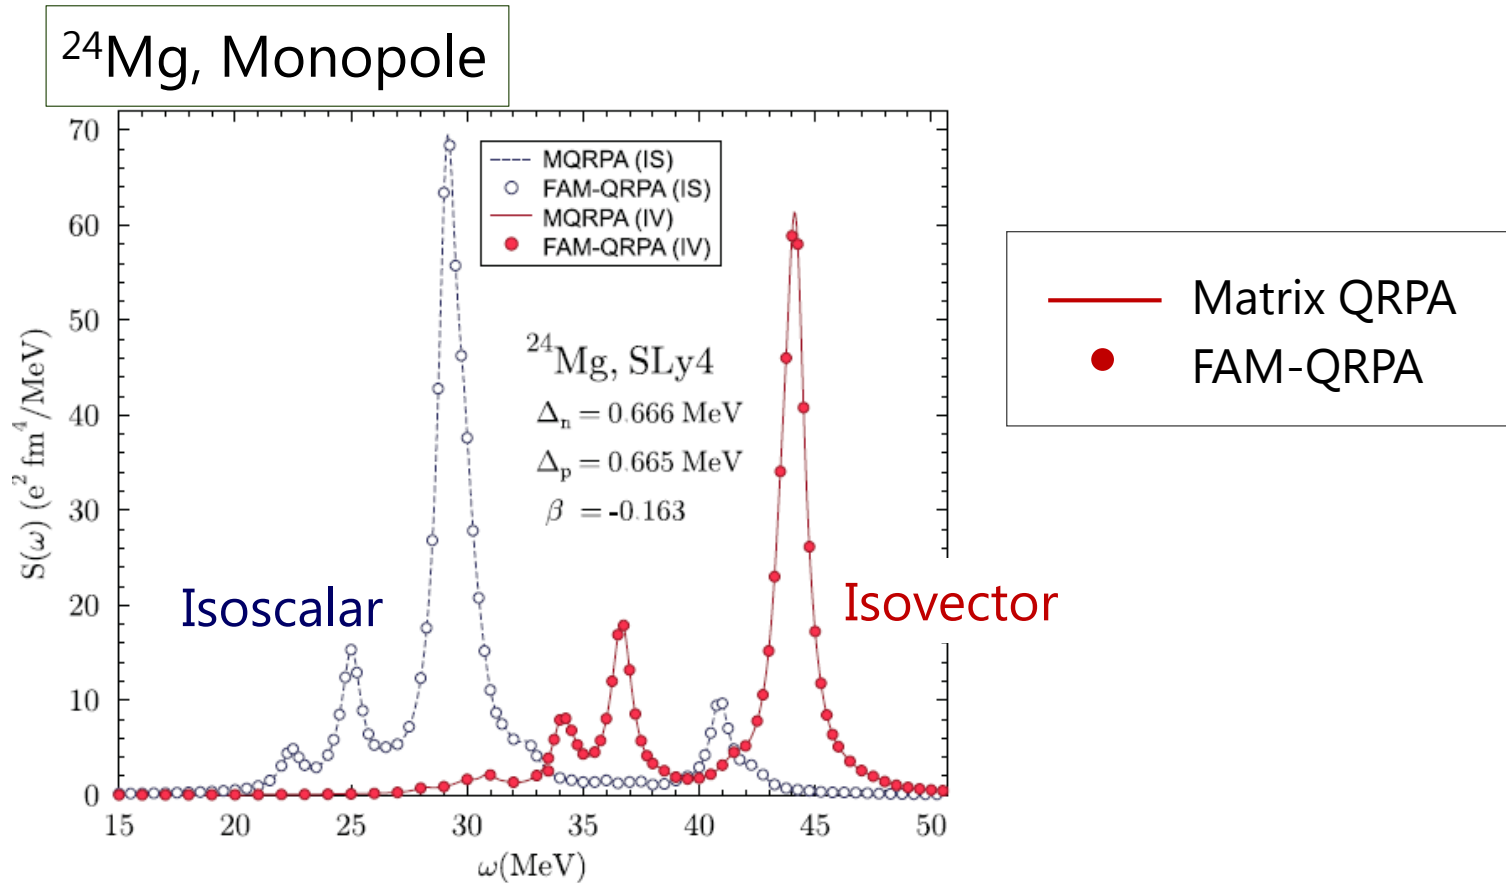 ²⁴Mg, Monopole
70
60
50
40
30
20
10
0
S(ω) (e² fm⁴/MeV)
MQRPA (IS)
FAM-QRPA (IS)
MQRPA (IV)
FAM-QRPA (IV)
²⁴Mg, SLy4
Δₙ = 0.666 MeV
Δₚ = 0.665 MeV
β = -0.163
Isoscalar
Isovector
15 20 25 30 35 40 45 50
ω(MeV)
Matrix QRPA
FAM-QRPA